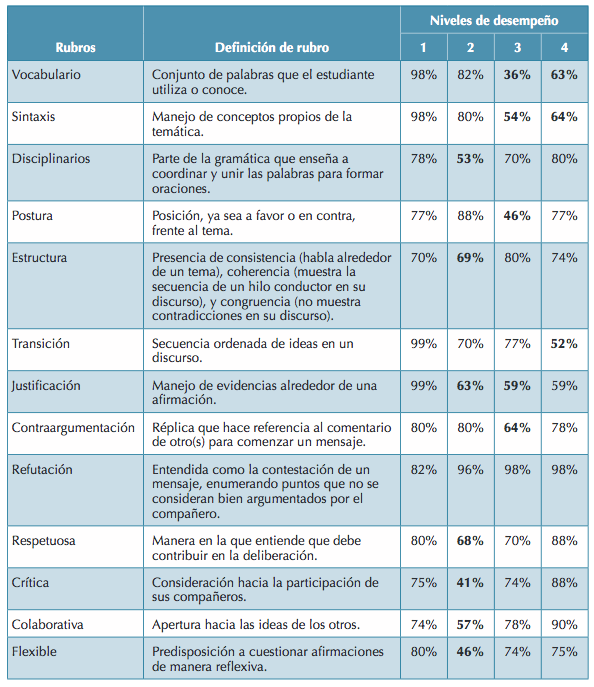 Niveles de desempeño
Rubros Definición de rubro 1 2 3 4
Vocabulario Conjunto de palabras que el estudiante 98% 82% 36% 63%
utiliza o conoce.
Sintaxis Manejo de conceptos propios de la 98% 80% 54% 64%
temática.
Disciplinarios Parte de la gramática que enseña a 78% 53% 70% 80%
coordinar y unir las palabras para formar
oraciones.
Postura Posición, ya sea a favor o en contra, 77% 88% 46% 77%
frente al tema.
Estructura Presencia de consistencia (habla alrededor 70% 69% 80% 74%
de un tema), coherencia (muestra la
secuencia de un hilo conductor en su
discurso), y congruencia (no muestra
contradicciones en su discurso).
Transición Secuencia ordenada de ideas en un 99% 70% 77% 52%
discurso.
Justificación Manejo de evidencias alrededor de una 99% 63% 59% 59%
afirmación.
Contraargumentación Réplica que hace referencia al comentario 80% 80% 64% 78%
de otro(s) para comenzar un mensaje.
Refutación Entendida como la contestación de un 82% 96% 98% 98%
mensaje, enumerando puntos que no se
consideran bien argumentados por el
compañero.
Respetuosa Manera en la que entiende que debe 80% 68% 70% 88%
contribuir en la deliberación.
Crítica Consideración hacia la participación de 75% 41% 74% 88%
sus compañeros.
Colaborativa Apertura hacia las ideas de los otros. 74% 57% 78% 90%
Flexible Predisposición a cuestionar afirmaciones 80% 46% 74% 75%
de manera reflexiva.